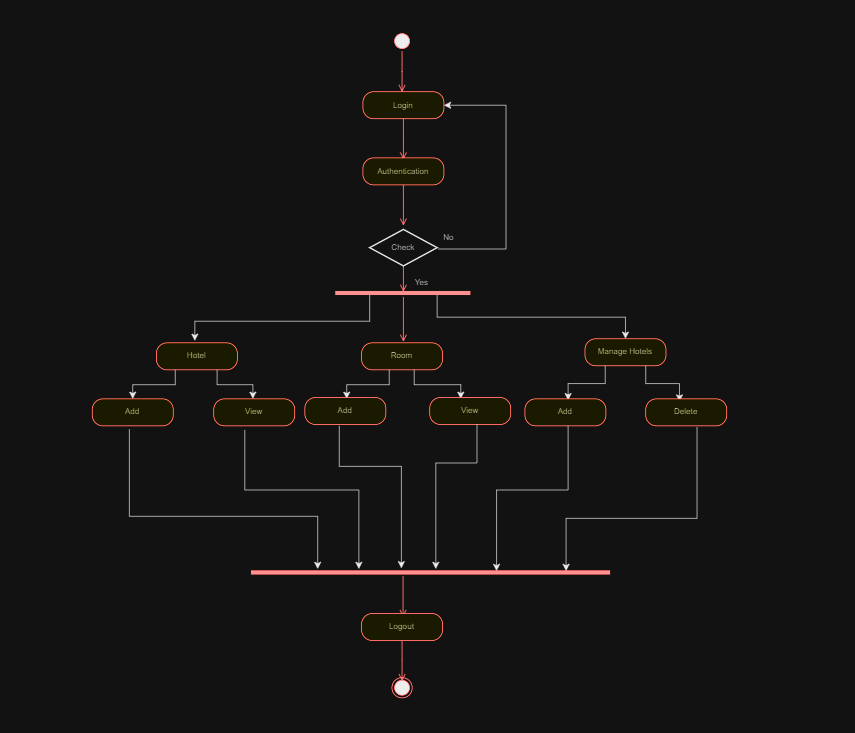 Login
Authentication
Check
No
Yes
Hotel
Room
Manage Hotels
Add
View
Add
View
Add
Delete
Logout